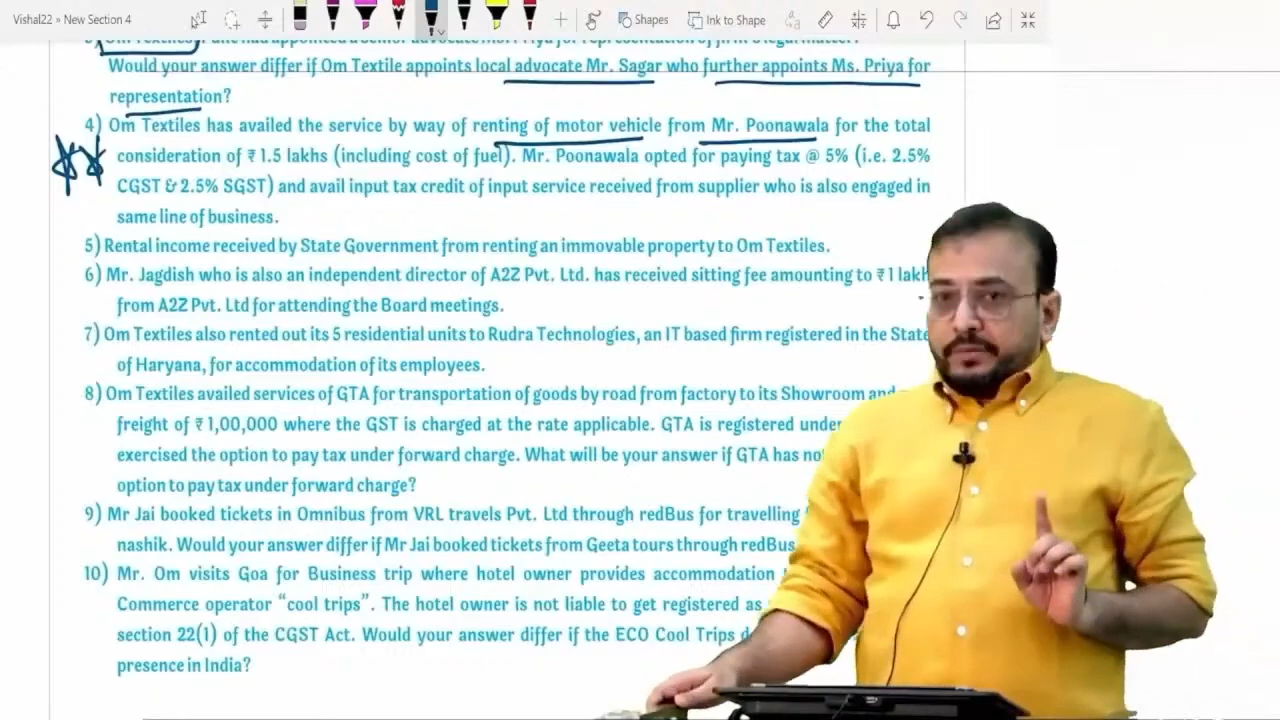 Vishal22 » New Section 4
Shapes
Ink to Shape
Would your answer differ if Om Textile appoints local advocate Mr. Sagar who further appoints Ms. Priya for
representation?
4) Om Textiles has availed the service by way of renting of motor vehicle from Mr. Poonawala for the total
consideration of ₹ 1.5 lakhs (including cost of fuel). Mr. Poonawala opted for paying tax @ 5% (i.e. 2.5%
CGST & 2.5% SGST) and avail input tax credit of input service received from supplier who is also engaged in
same line of business.
5) Rental income received by State Government from renting an immovable property to Om Textiles.
6) Mr. Jagdish who is also an independent director of A2Z Pvt. Ltd. has received sitting fee amounting to ₹ 1 lakh
from A2Z Pvt. Ltd for attending the Board meetings.
7) Om Textiles also rented out its 5 residential units to Rudra Technologies, an IT based firm registered in the State
of Haryana, for accommodation of its employees.
8) Om Textiles availed services of GTA for transportation of goods by road from factory to its Showroom and
freight of ₹ 1,00,000 where the GST is charged at the rate applicable. GTA is registered under
exercised the option to pay tax under forward charge. What will be your answer if GTA has not
option to pay tax under forward charge?
9) Mr Jai booked tickets in Omnibus from VRL travels Pvt. Ltd through redBus for travelling
nashik. Would your answer differ if Mr Jai booked tickets from Geeta tours through redBus
10) Mr. Om visits Goa for Business trip where hotel owner provides accommodation
Commerce operator “cool trips”. The hotel owner is not liable to get registered as
section 22(1) of the CGST Act. Would your answer differ if the ECO Cool Trips
presence in India?